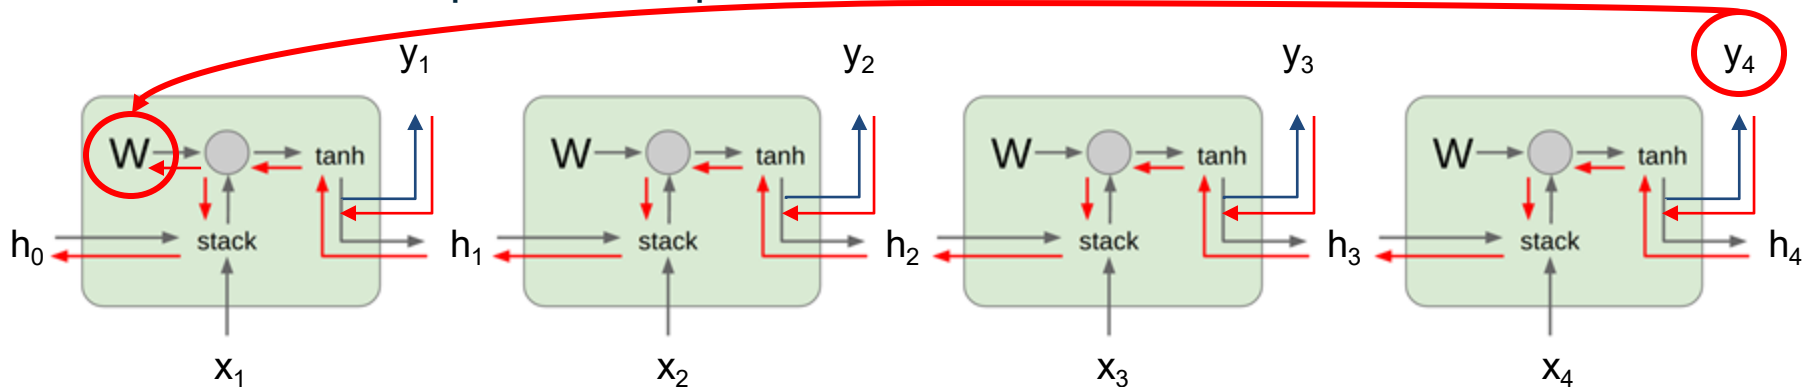 y1 y2 y3 y4
W tanh W tanh W tanh W tanh
h0 stack h1 stack h2 stack h3 stack h4
x1 x2 x3 x4